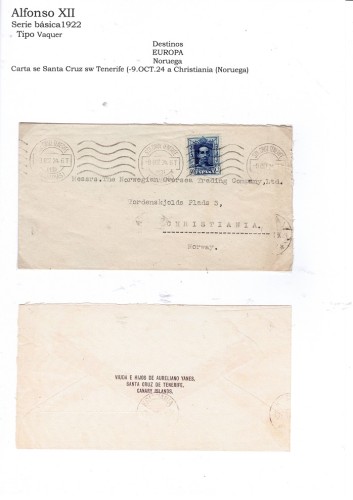 Alfonso XII
Serie básica1922
Tipo Vaquer
Destinos
EUROPA
Noruega
Carta se Santa Cruz sw Tenerife (-9.OCT.24 a Christiania (Noruega)
Messrs. The Norwegian Oversea Trading Company, Ltd.
Tordenskjolds Plads 3,
CHRISTIANIA.
Norway.
VIUDA E HIJOS DE AURELIANO YANES,
SANTA CRUZ DE TENERIFE,
CANARY ISLANDS.